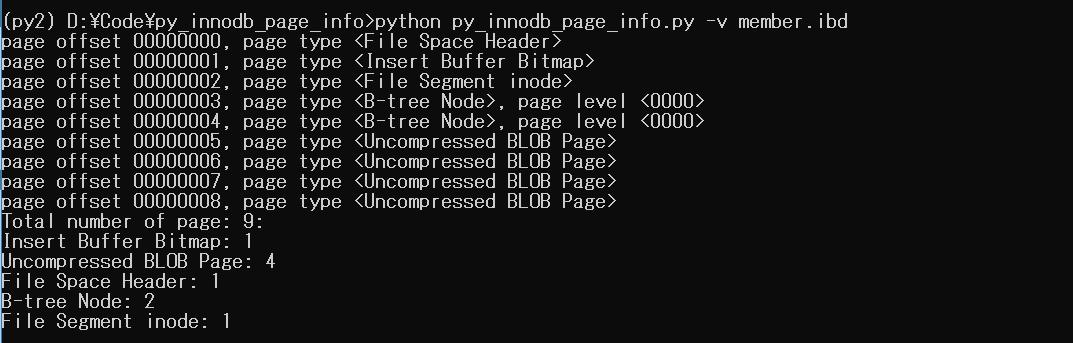 (py2) D:¥Code¥py_innodb_page_info>python py_innodb_page_info.py -v member.ibd
page offset 00000000, page type <File Space Header>
page offset 00000001, page type <Insert Buffer Bitmap>
page offset 00000002, page type <File Segment inode>
page offset 00000003, page type <B-tree Node>, page level <0000>
page offset 00000004, page type <B-tree Node>, page level <0000>
page offset 00000005, page type <Uncompressed BLOB Page>
page offset 00000006, page type <Uncompressed BLOB Page>
page offset 00000007, page type <Uncompressed BLOB Page>
page offset 00000008, page type <Uncompressed BLOB Page>
Total number of page: 9:
Insert Buffer Bitmap: 1
Uncompressed BLOB Page: 4
File Space Header: 1
B-tree Node: 2
File Segment inode: 1